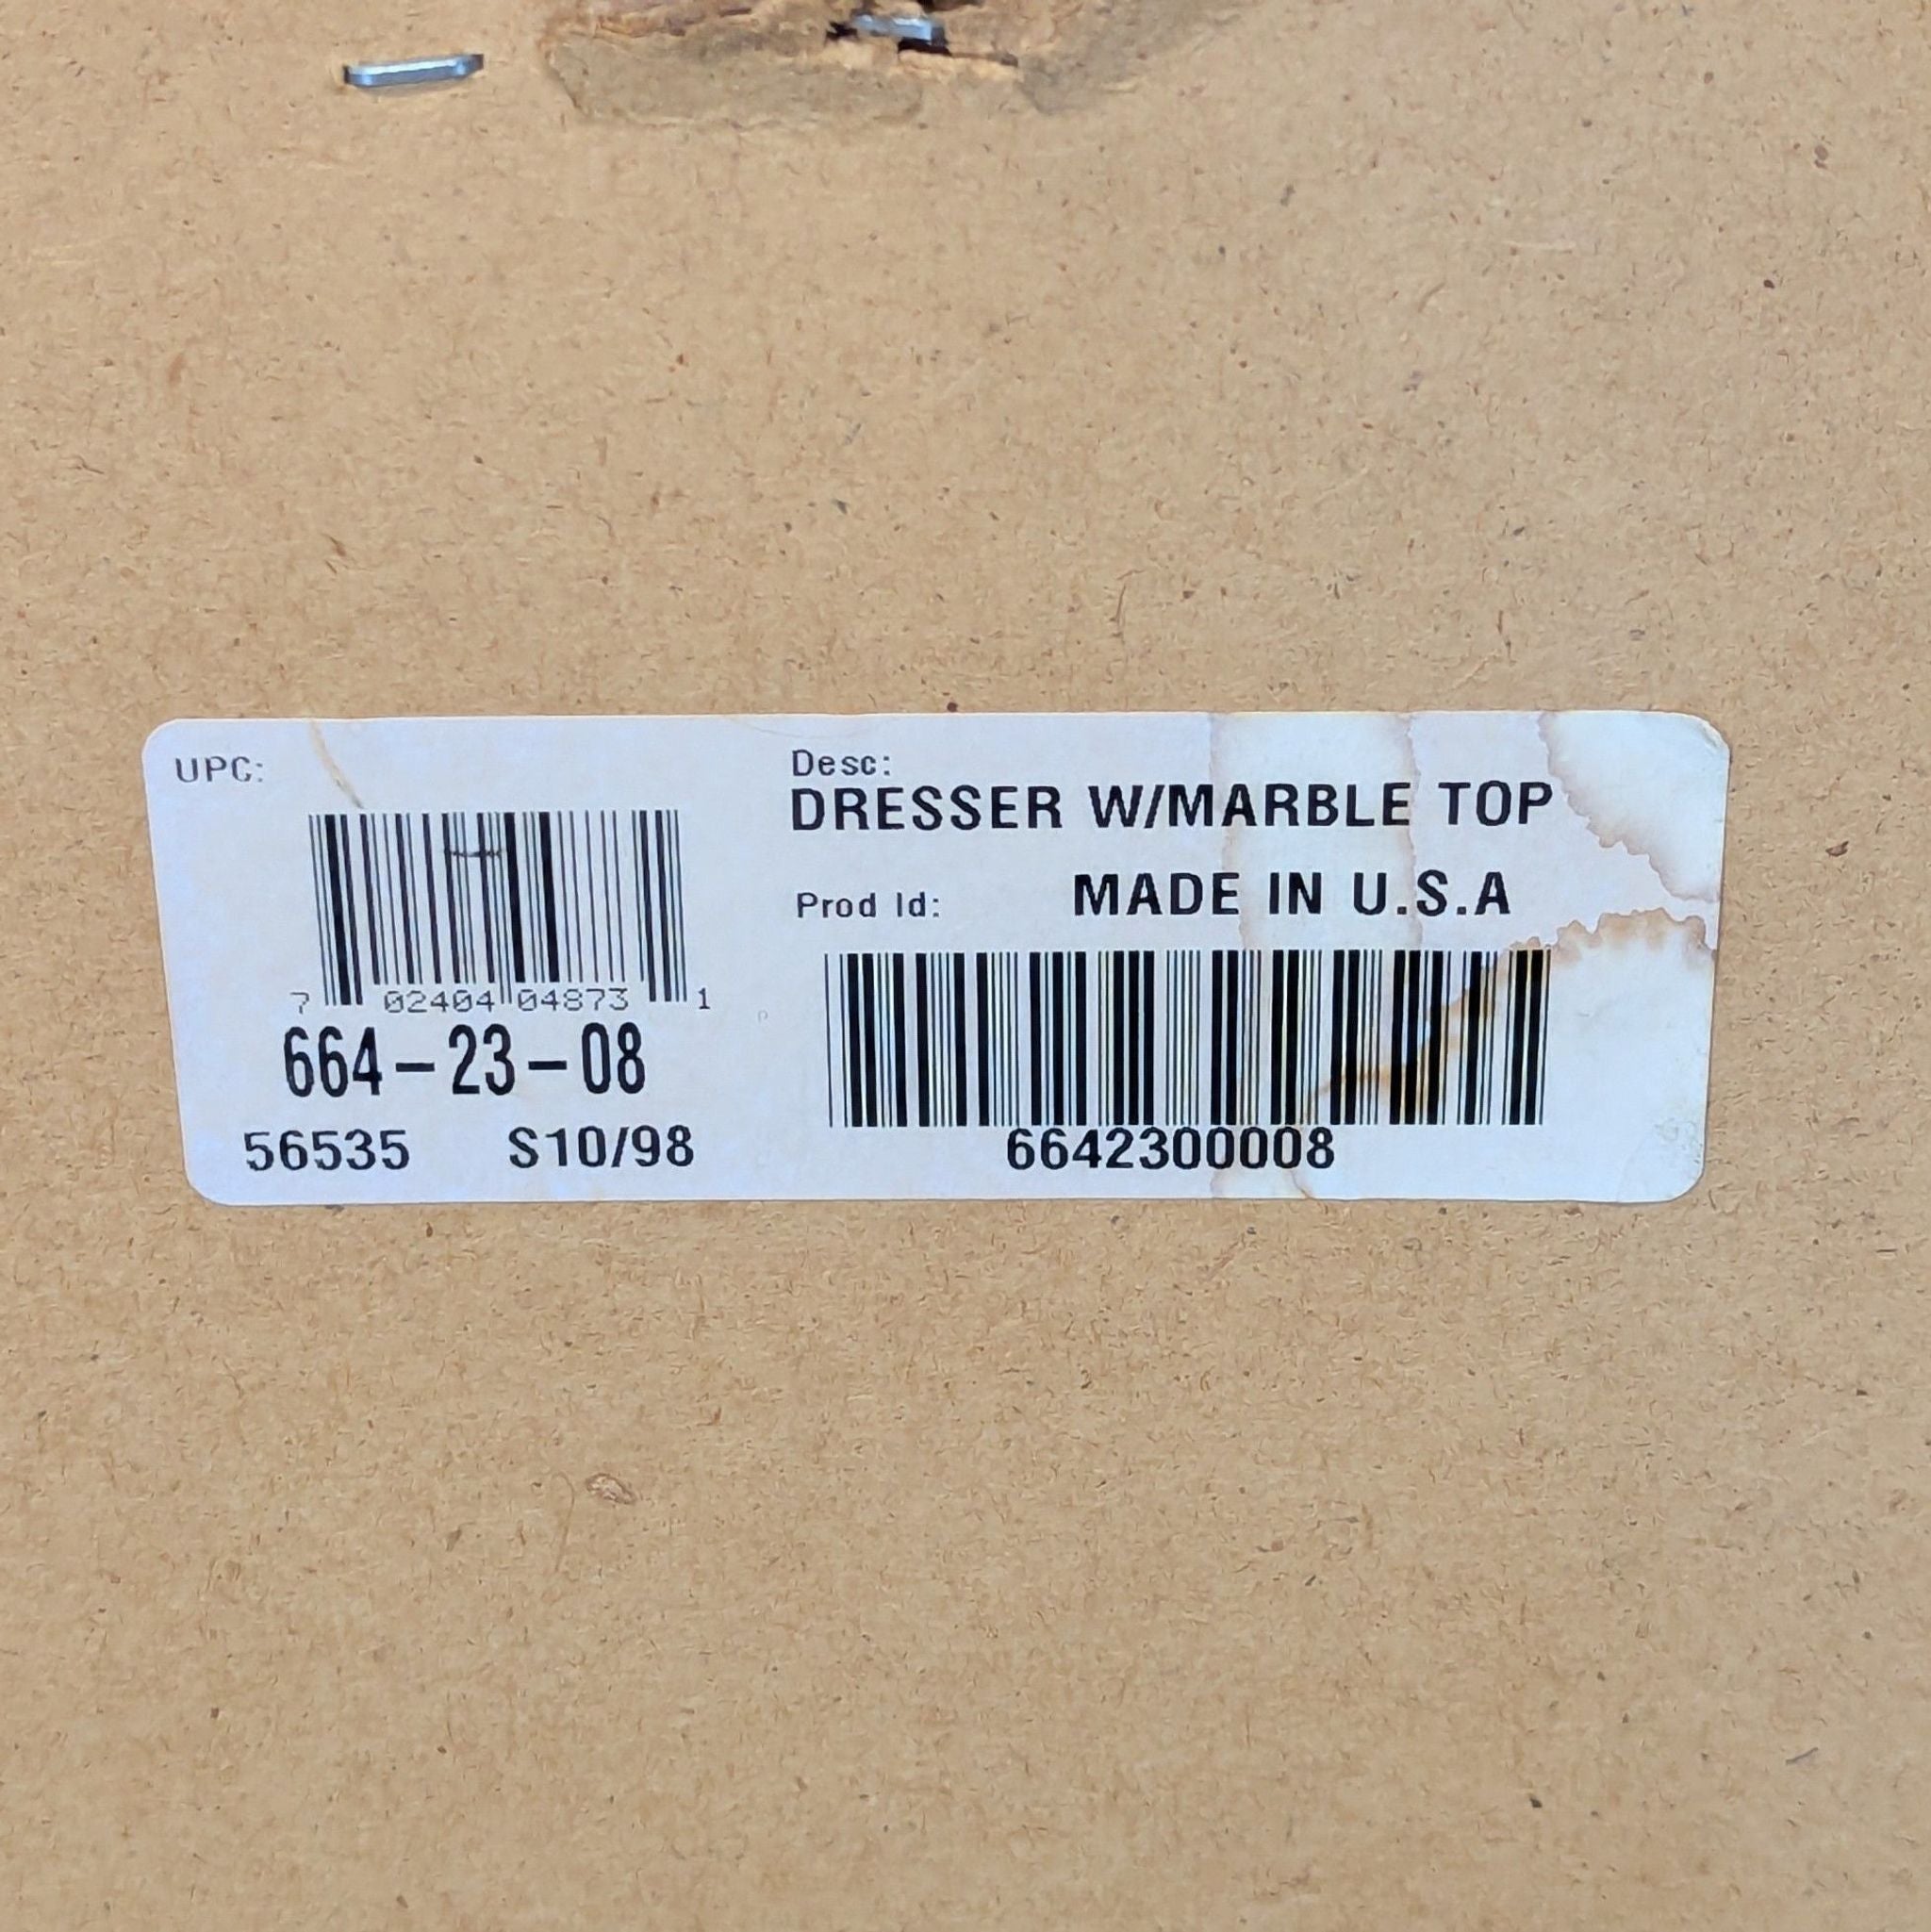 UPC:
7 02404 04873 1
664-23-08
56535 S10/98
Desc:
DRESSER W/MARBLE TOP
Prod Id: MADE IN U.S.A
6642300008